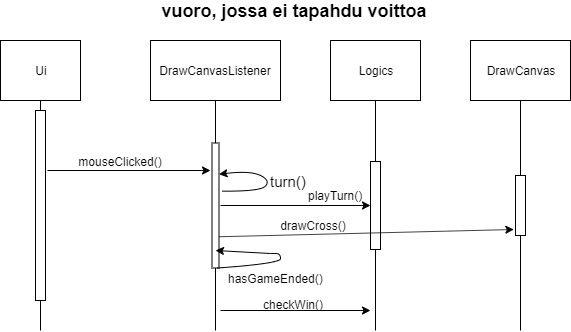 vuoro, jossa ei tapahdu voittoa
Ui
DrawCanvasListener
Logics
DrawCanvas
mouseClicked()
turn()
playTurn()
drawCross()
hasGameEnded()
checkWin()